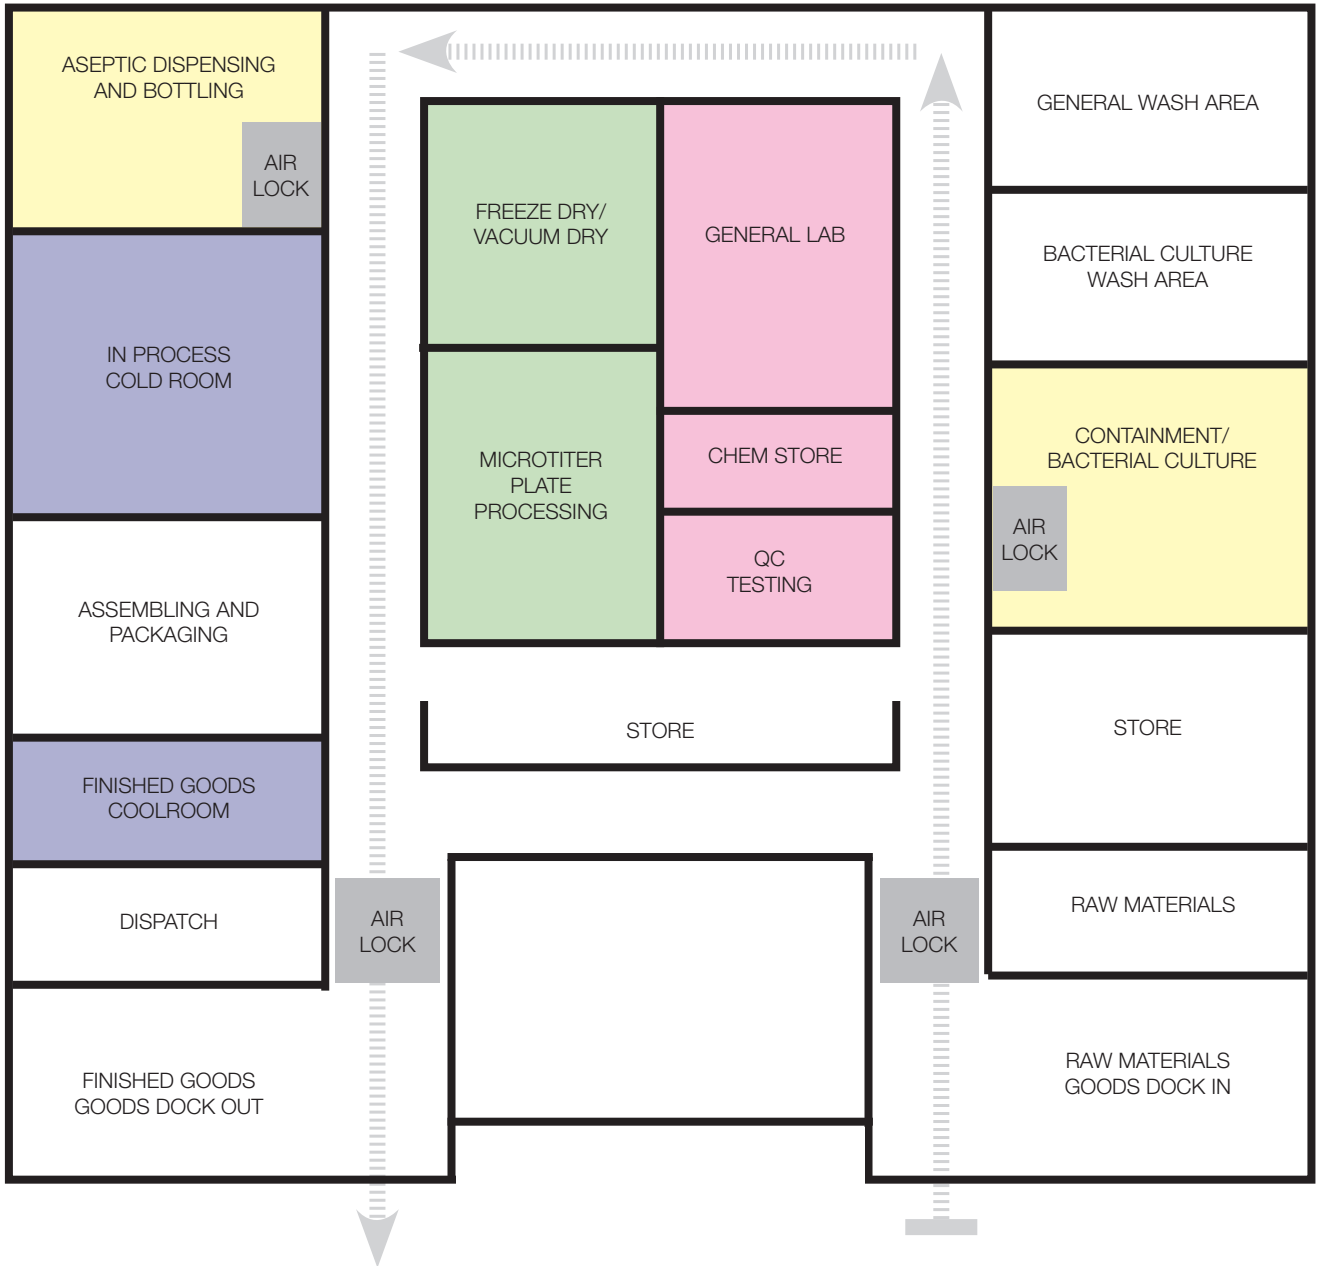 ASEPTIC DISPENSING
AND BOTTLING
AIR
LOCK
IN PROCESS
COLD ROOM
ASSEMBLING AND
PACKAGING
FINISHED GOODS
COOLROOM
DISPATCH
FINISHED GOODS
GOODS DOCK OUT
AIR
LOCK
FREEZE DRY/
VACUUM DRY
MICROTITER
PLATE
PROCESSING
GENERAL LAB
CHEM STORE
QC
TESTING
STORE
AIR
LOCK
GENERAL WASH AREA
BACTERIAL CULTURE
WASH AREA
CONTAINMENT/
BACTERIAL CULTURE
AIR
LOCK
STORE
RAW MATERIALS
RAW MATERIALS
GOODS DOCK IN